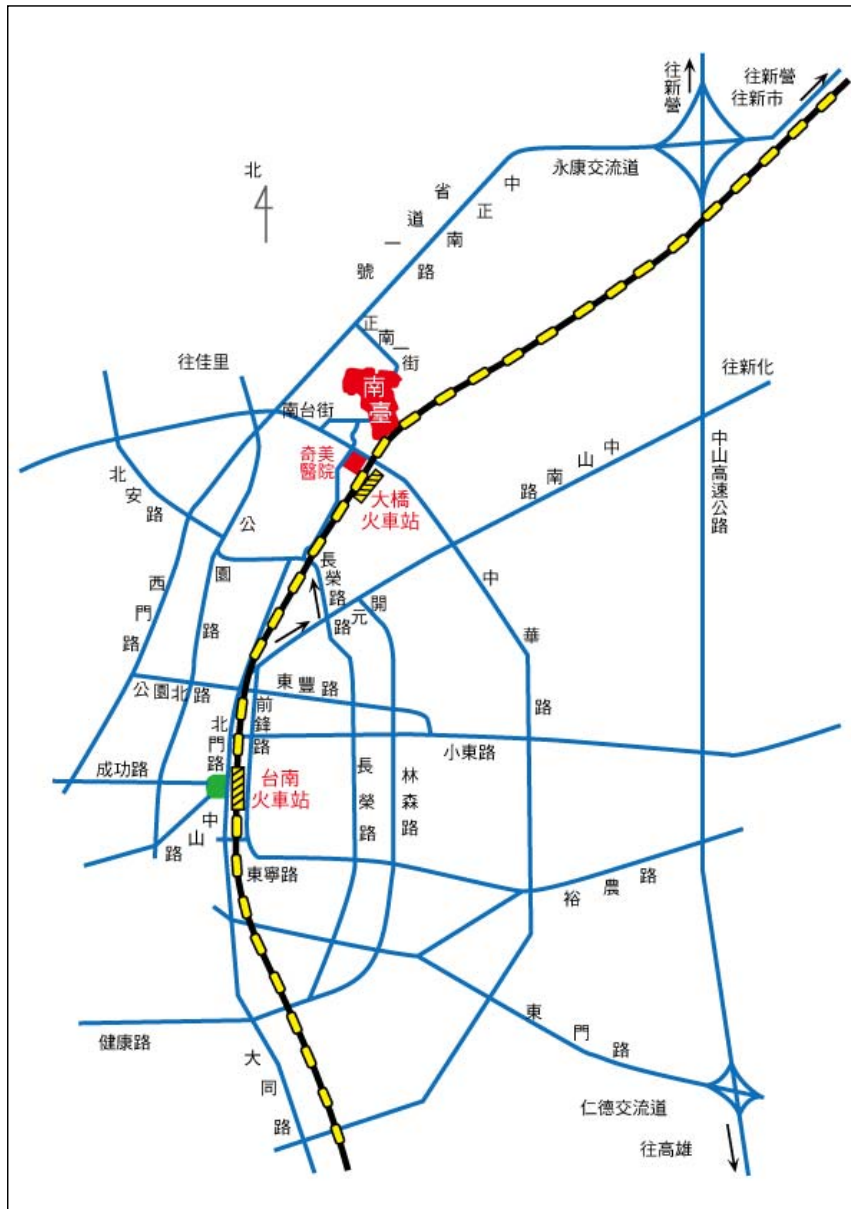 往新營
往新營
往新市
永康交流道
北
省道一號
中正南路
正南一街
往佳里
南台街
南臺
奇美
醫院
大橋
火車站
往新化
中山南路
中山高速公路
北安路
公園路
西門路
長榮路
開元路
中華路
公園北路
東豐路
北門路
前鋒路
小東路
成功路
台南
火車站
長榮路
林森路
中山路
東寧路
裕農路
東門路
健康路
大同路
仁德交流道
往高雄